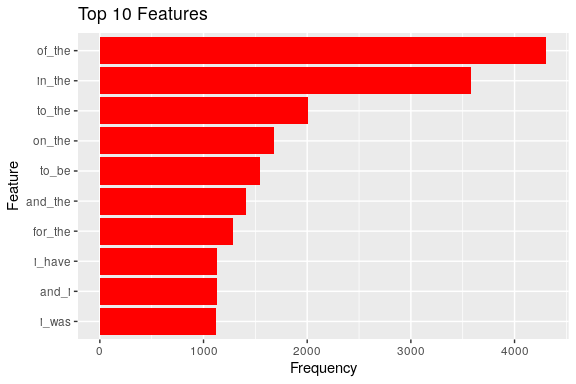 Top 10 Features
of_the
in_the
to_the
on_the
to_be
and_the
for_the
i_have
and_i
i_was
Feature
0 1000 2000 3000 4000
Frequency